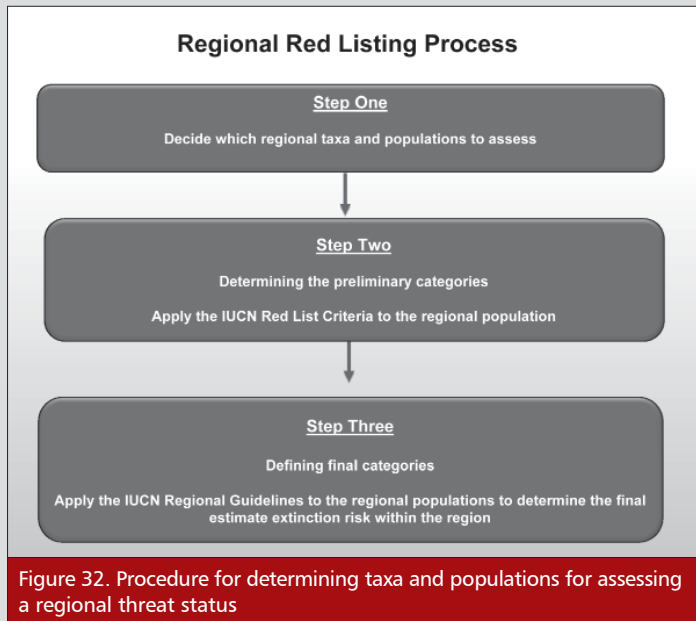 Regional Red Listing Process
Step One
Decide which regional taxa and populations to assess
Step Two
Determining the preliminary categories
Apply the IUCN Red List Criteria to the regional population
Step Three
Defining final categories
Apply the IUCN Regional Guidelines to the regional populations to determine the final
estimate extinction risk within the region
Figure 32. Procedure for determining taxa and populations for assessing
a regional threat status